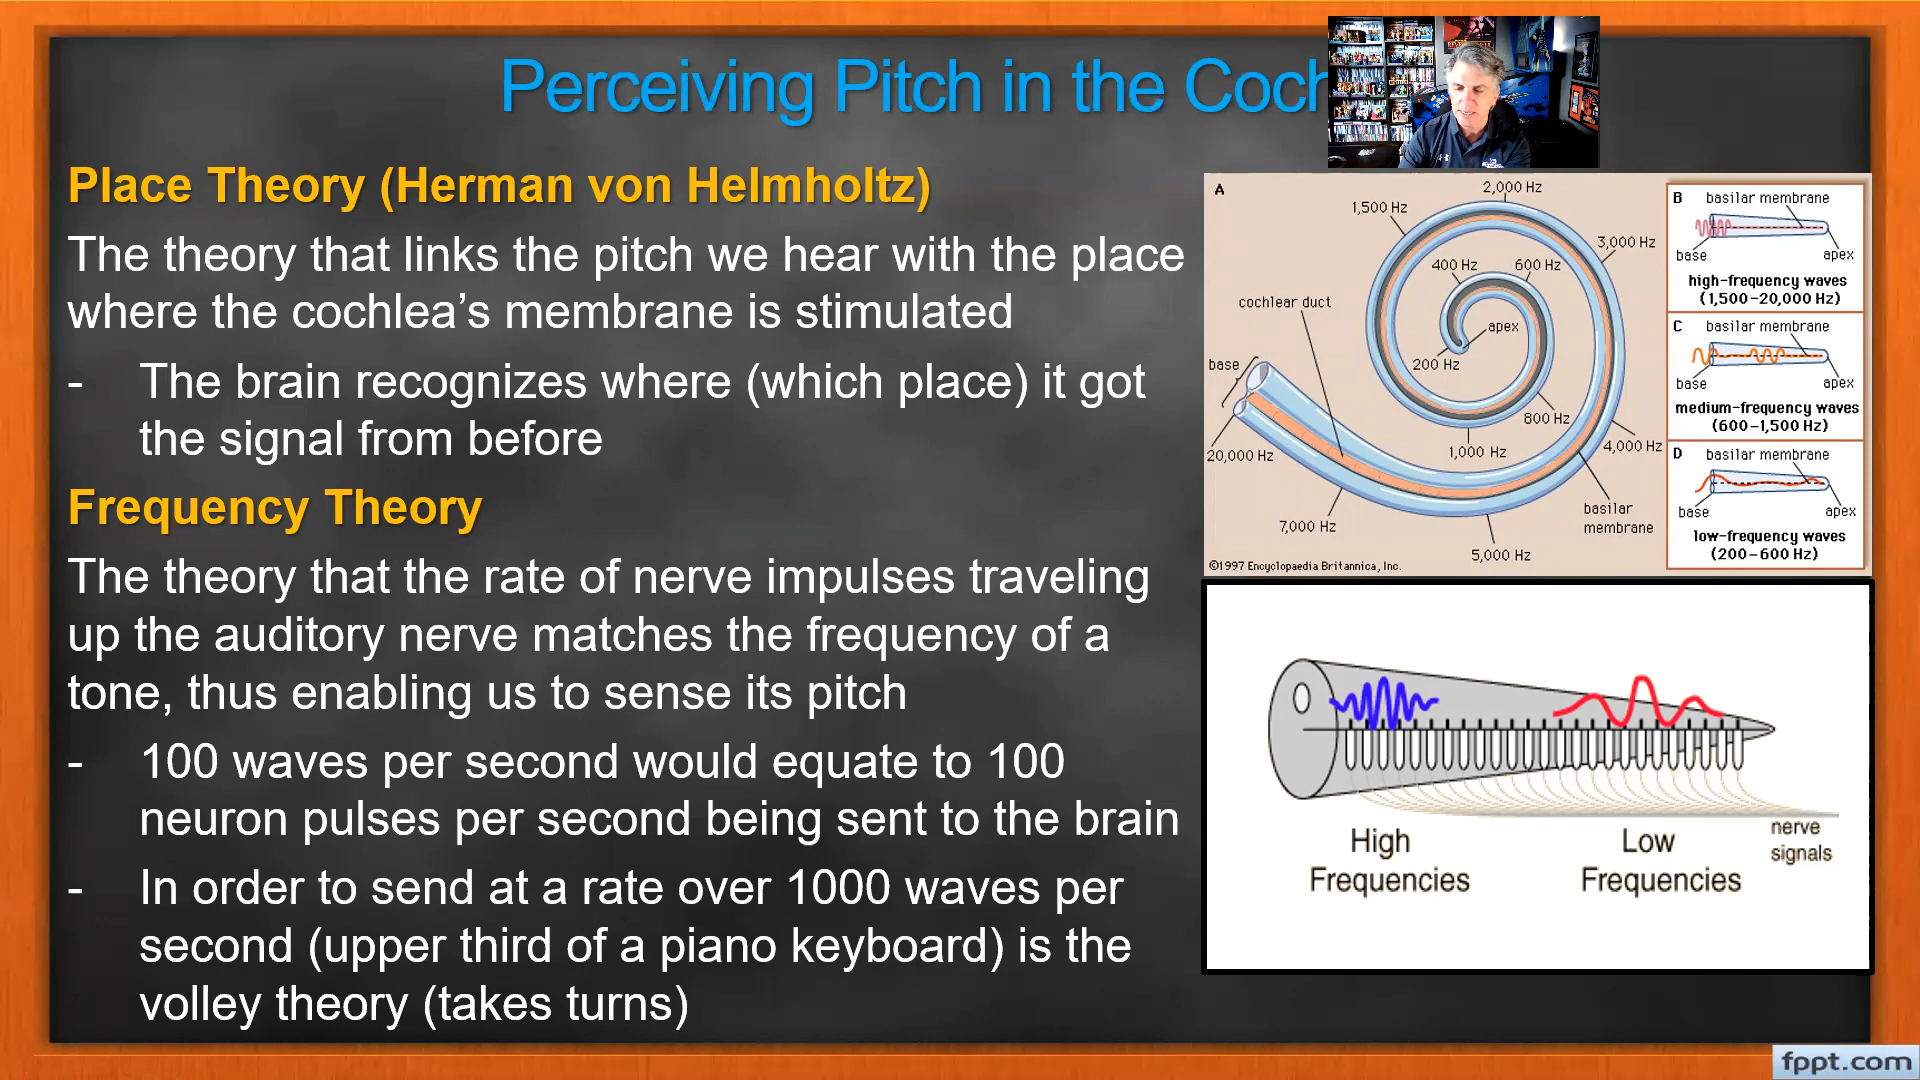 Perceiving Pitch in the Coch
Place Theory (Herman von Helmholtz)
The theory that links the pitch we hear with the place
where the cochlea’s membrane is stimulated
- The brain recognizes where (which place) it got
the signal from before
Frequency Theory
The theory that the rate of nerve impulses traveling
up the auditory nerve matches the frequency of a
tone, thus enabling us to sense its pitch
- 100 waves per second would equate to 100
neuron pulses per second being sent to the brain
- In order to send at a rate over 1000 waves per
second (upper third of a piano keyboard) is the
volley theory (takes turns)
A
2,000 Hz
1,500 Hz
3,000 Hz
400 Hz
600 Hz
cochlear duct
apex
base
200 Hz
800 Hz
4,000 Hz
1,000 Hz
20,000 Hz
basilar
membrane
7,000 Hz
5,000 Hz
©1997 Encyclopaedia Britannica, Inc.
B
basilar membrane
base
apex
high-frequency waves
(1,500–20,000 Hz)
C
basilar membrane
base
apex
medium-frequency waves
(600–1,500 Hz)
D
basilar membrane
base
apex
low-frequency waves
(200–600 Hz)
High
Frequencies
Low
Frequencies
nerve
signals
fppt.com